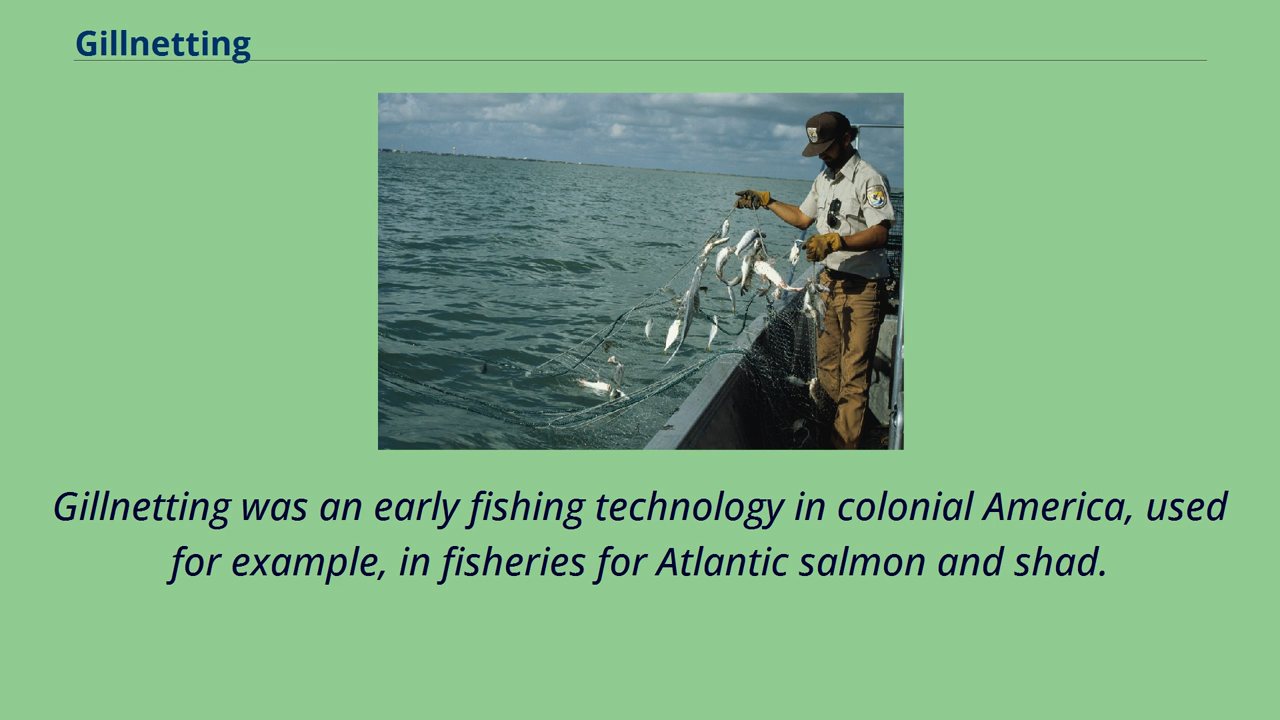 Gillnetting
Gillnetting was an early fishing technology in colonial America, used
for example, in fisheries for Atlantic salmon and shad.